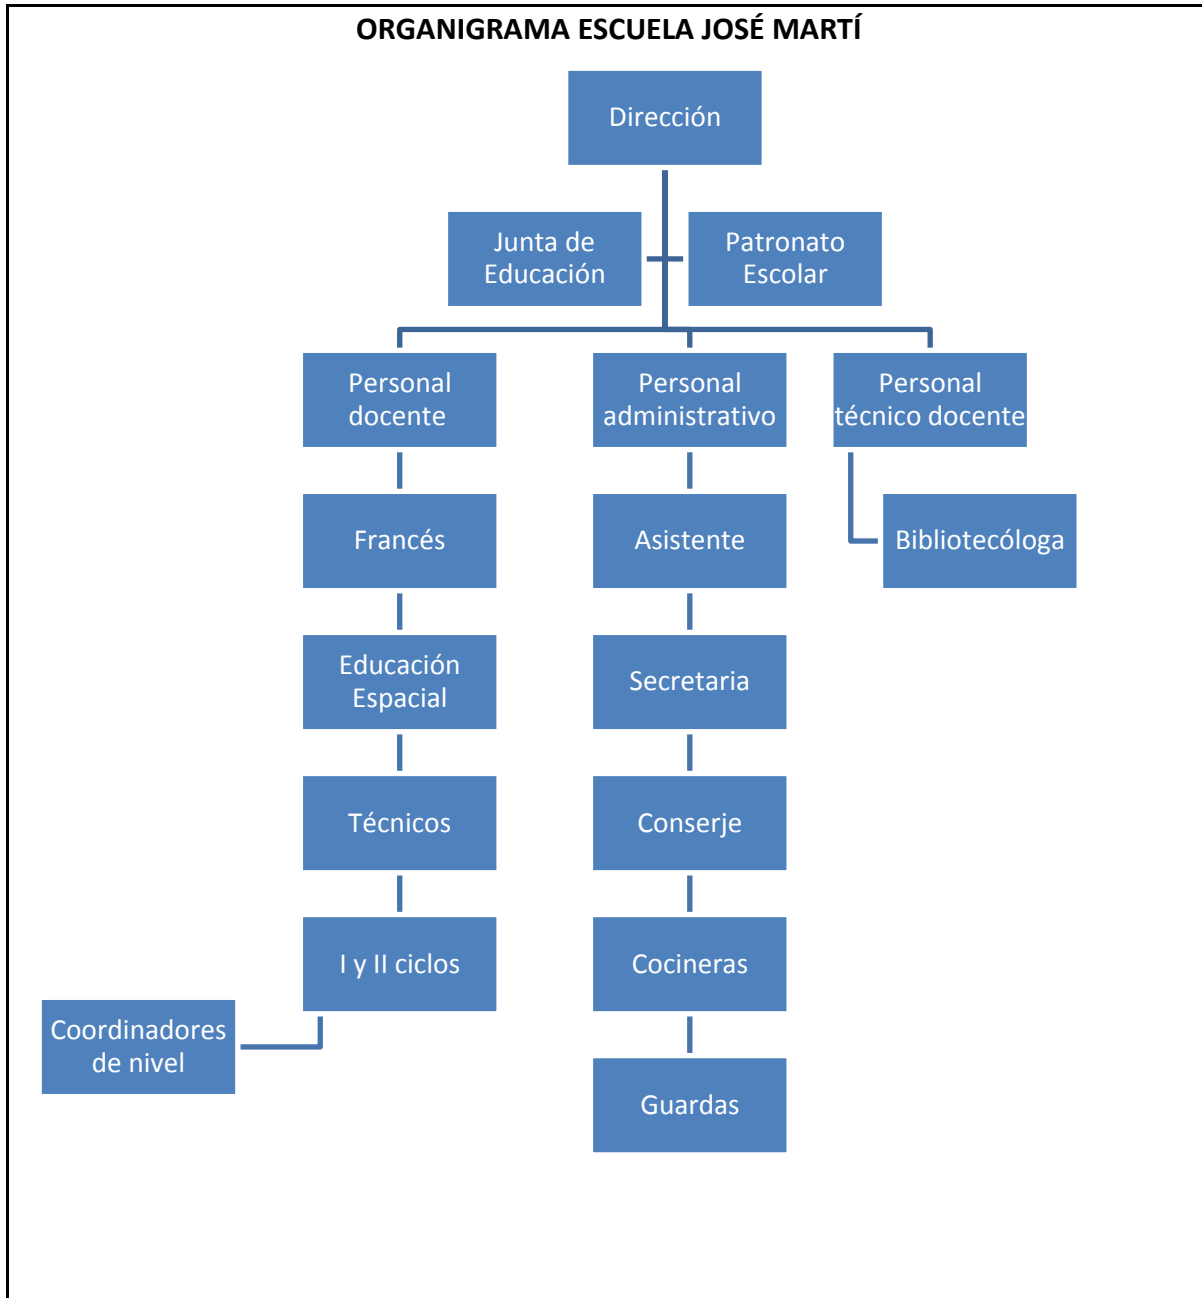 ORGANIGRAMA ESCUELA JOSÉ MARTÍ
Dirección
Junta de
Educación
Patronato
Escolar
Personal
docente
Personal
administrativo
Personal
técnico docente
Francés
Asistente
Bibliotecóloga
Educación
Espacial
Secretaria
Técnicos
Conserje
I y II ciclos
Cocineras
Coordinadores
de nivel
Guardas